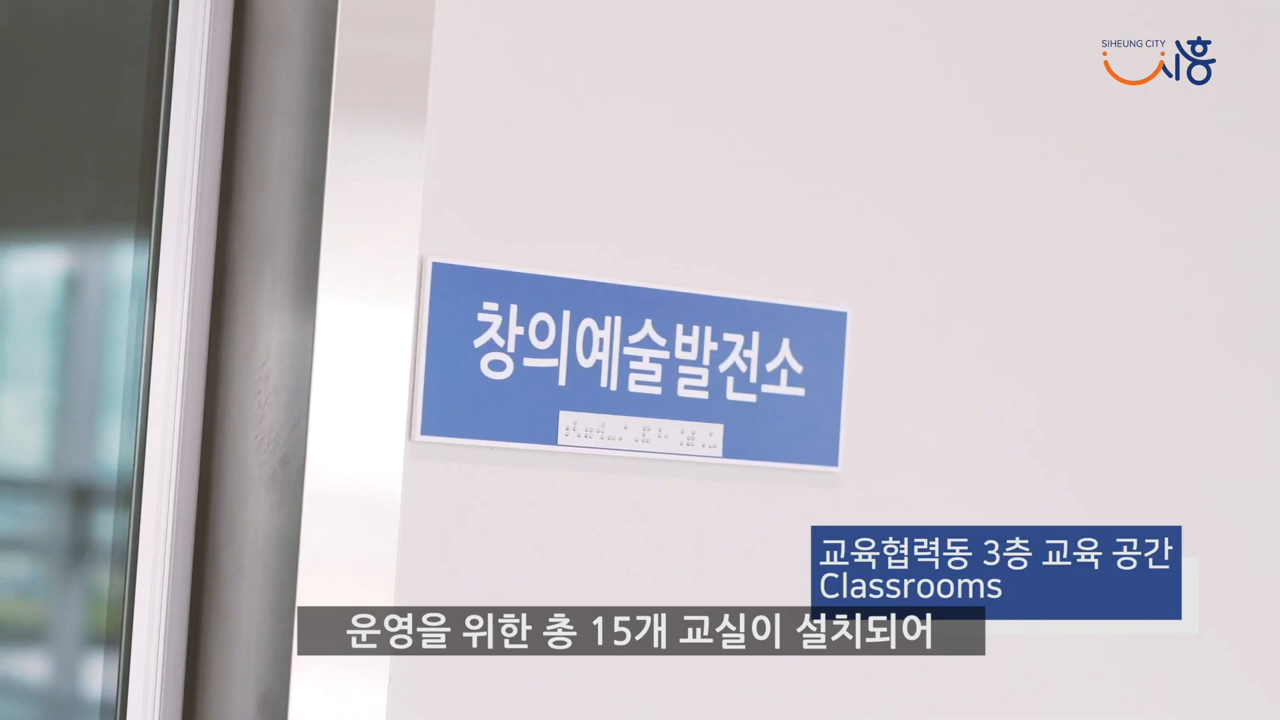 SIHEUNG CITY
시흥
창의예술발전소
교육협력동 3층 교육 공간
Classrooms
운영을 위한 총 15개 교실이 설치되어